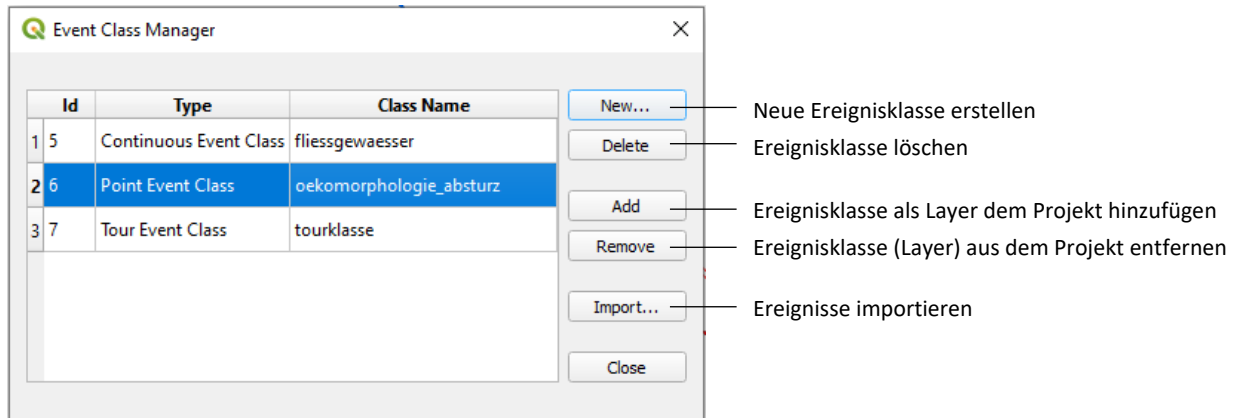 Event Class Manager
Id Type Class Name
1 5 Continuous Event Class fliessgewaesser
2 6 Point Event Class oekomorphologie_absturz
3 7 Tour Event Class tourklasse
New... Neue Ereignisklasse erstellen
Delete Ereignisklasse löschen
Add Ereignisklasse als Layer dem Projekt hinzufügen
Remove Ereignisklasse (Layer) aus dem Projekt entfernen
Import... Ereignisse importieren
Close